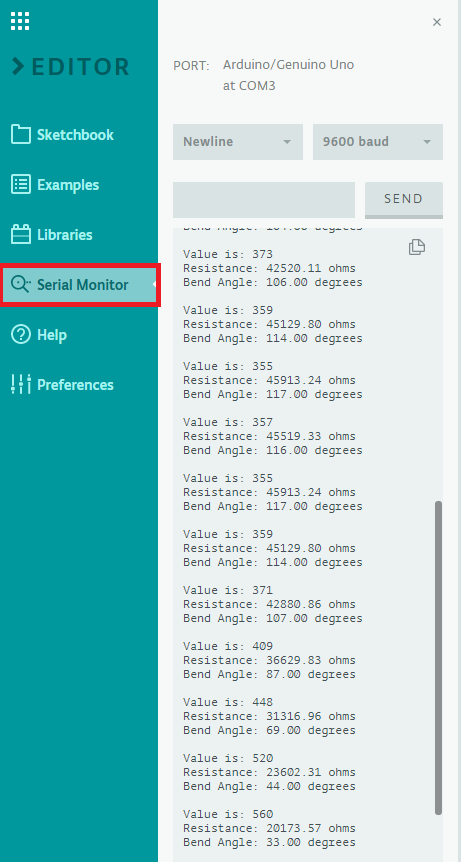 EDITOR
Sketchbook
Examples
Libraries
Serial Monitor
Help
Preferences
PORT: Arduino/Genuino Uno
at COM3
Newline
9600 baud
SEND
Bend Angle: 104.00 degrees
Value is: 373
Resistance: 42520.11 ohms
Bend Angle: 106.00 degrees
Value is: 359
Resistance: 45129.80 ohms
Bend Angle: 114.00 degrees
Value is: 355
Resistance: 45913.24 ohms
Bend Angle: 117.00 degrees
Value is: 357
Resistance: 45519.33 ohms
Bend Angle: 116.00 degrees
Value is: 355
Resistance: 45913.24 ohms
Bend Angle: 117.00 degrees
Value is: 359
Resistance: 45129.80 ohms
Bend Angle: 114.00 degrees
Value is: 371
Resistance: 42880.86 ohms
Bend Angle: 107.00 degrees
Value is: 409
Resistance: 36629.83 ohms
Bend Angle: 87.00 degrees
Value is: 448
Resistance: 31316.96 ohms
Bend Angle: 69.00 degrees
Value is: 520
Resistance: 23602.31 ohms
Bend Angle: 44.00 degrees
Value is: 560
Resistance: 20173.57 ohms
Bend Angle: 33.00 degrees